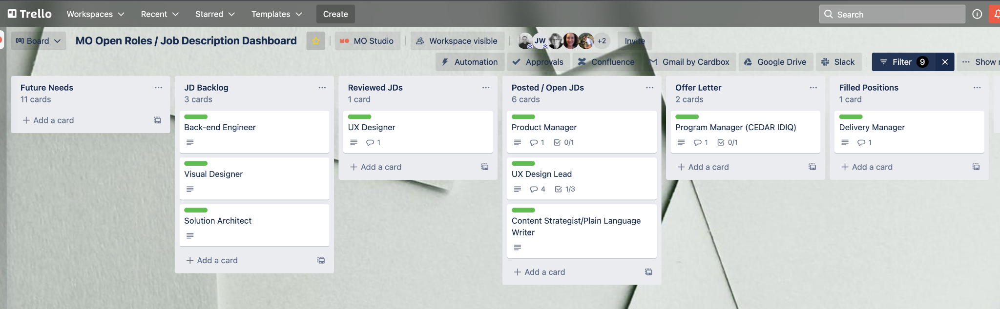 Trello
Workspaces
Recent
Starred
Templates
Create
Search
Board
MO Open Roles / Job Description Dashboard
MO Studio
Workspace visible
JW
+2
Invite
Automation
Approvals
Confluence
Gmail by Cardbox
Google Drive
Slack
Filter 9
Show
Future Needs
11 cards
Add a card
JD Backlog
3 cards
Back-end Engineer
Visual Designer
Solution Architect
Add a card
Reviewed JDs
1 card
UX Designer
1
Add a card
Posted / Open JDs
6 cards
Product Manager
1 0/1
UX Design Lead
4 1/3
Content Strategist/Plain Language
Writer
Add a card
Offer Letter
2 cards
Program Manager (CEDAR IDIQ)
1 0/1
Add a card
Filled Positions
1 card
Delivery Manager
1
Add a card